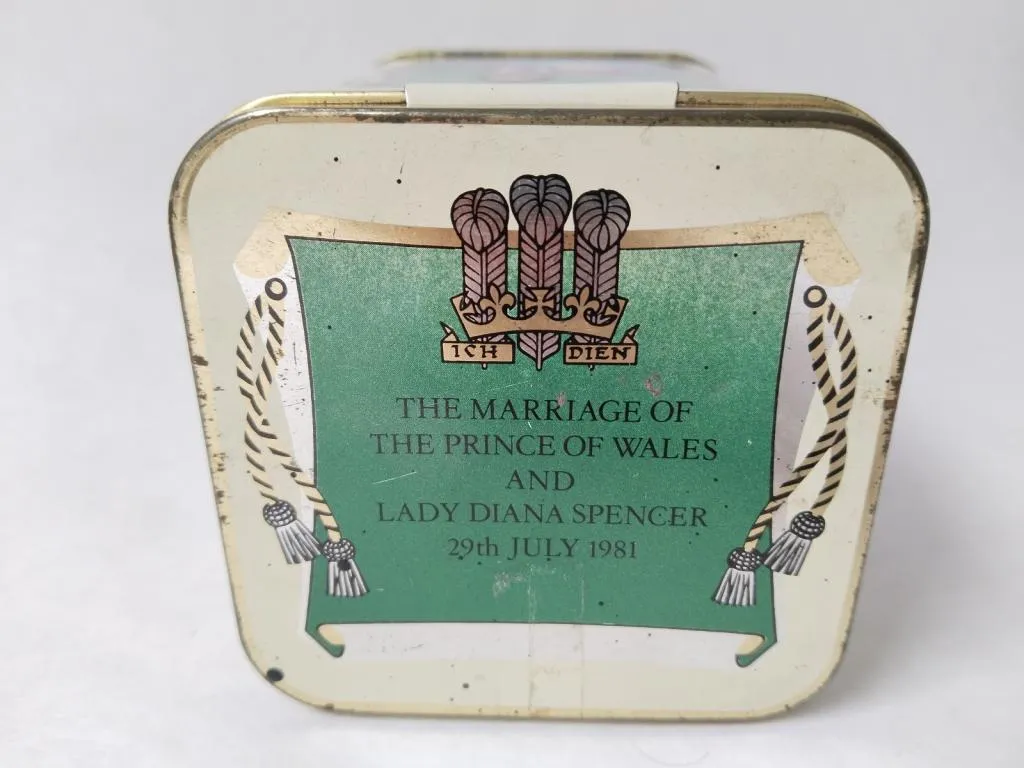 ICH DIEN
THE MARRIAGE OF
THE PRINCE OF WALES
AND
LADY DIANA SPENCER
29th JULY 1981